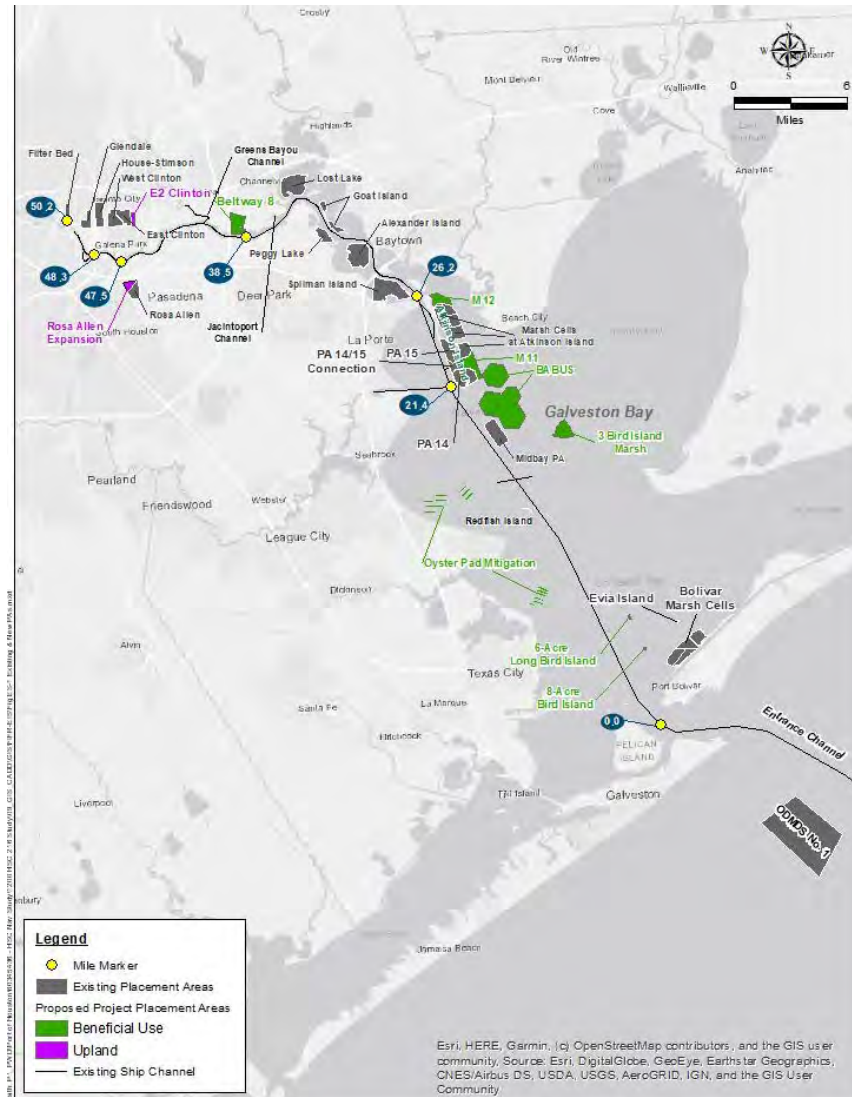 Crosby
Old
River-Winfree
Mont Belvieu
Wallisville
N
W
E
S
0
6
Miles
Cove
Highlands
Anahuac
Filter Bed
Glendale
House-Stimson
West Clinton
E2 Clinton
Greens Bayou
Channel
Beltway 8
Lost Lake
Goat Island
Alexander Island
50.2
East Clinton
Galena Park
Baytown
Peggy Lake
48.3
47.5
38.5
26.2
Pasadena
Deer Park
Spilman Island
M12
Rosa Allen
Rosa Allen
Expansion
South Houston
Jacintoport
Channel
La Porte
Beach City
Marsh Cells
at Atkinson Island
Atkinson Island
PA 14/15
Connection
PA 15
M11
BABUS
21.4
Galveston Bay
PA 14
3 Bird Island
Marsh
Midbay PA
Seabrook
Pearland
Friendswood
Webster
League City
Redfish Island
Oyster Pad Mitigation
Dickinson
Evia Island
Bolivar
Marsh Cells
Alvin
6-Acre
Long Bird Island
Texas City
8-Acre
Bird Island
Port Bolivar
Santa Fe
La Marque
Hitchcock
0.0
Entrance Channel
PELICAN
ISLAND
Tiki Island
Galveston
Liverpool
ODMDS No. 1
Jamaica Beach
Legend
Mile Marker
Existing Placement Areas
Proposed Project Placement Areas
Beneficial Use
Upland
Existing Ship Channel
Esri, HERE, Garmin, (c) OpenStreetMap contributors, and the GIS user
community, Source: Esri, DigitalGlobe, GeoEye, Earthstar Geographics,
CNES/Airbus DS, USDA, USGS, AeroGRID, IGN, and the GIS User
Community